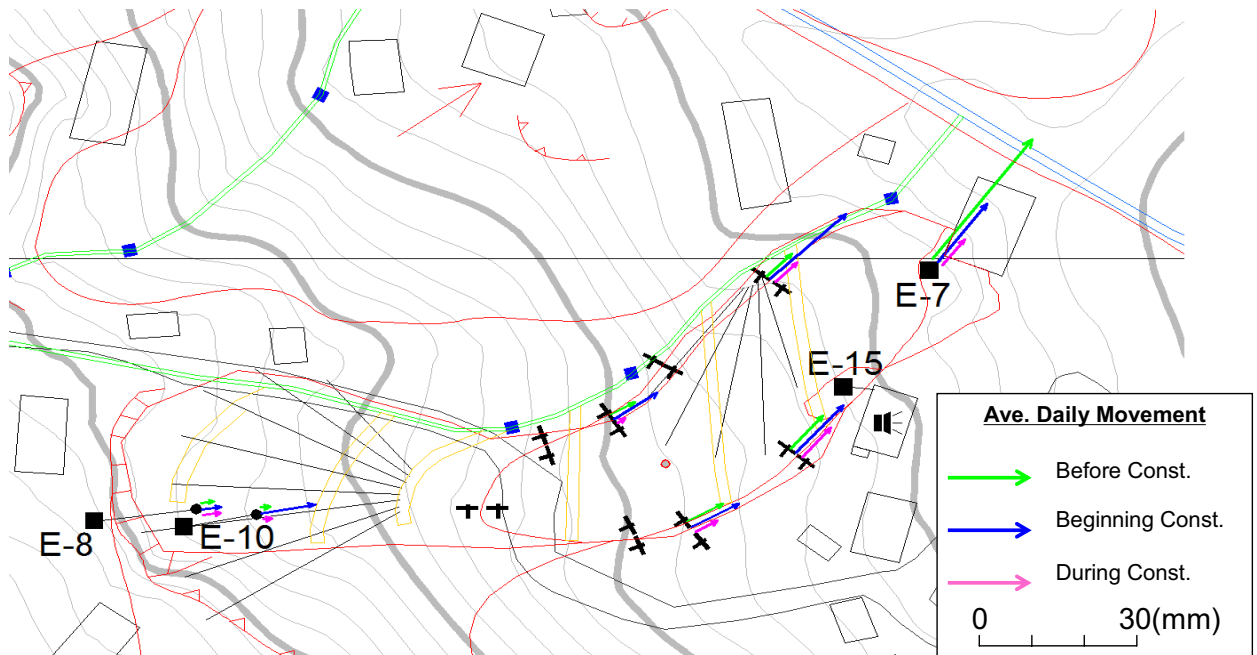 E-7
E-15
E-8
E-10
Ave. Daily Movement
Before Const.
Beginning Const.
During Const.
0 30(mm)